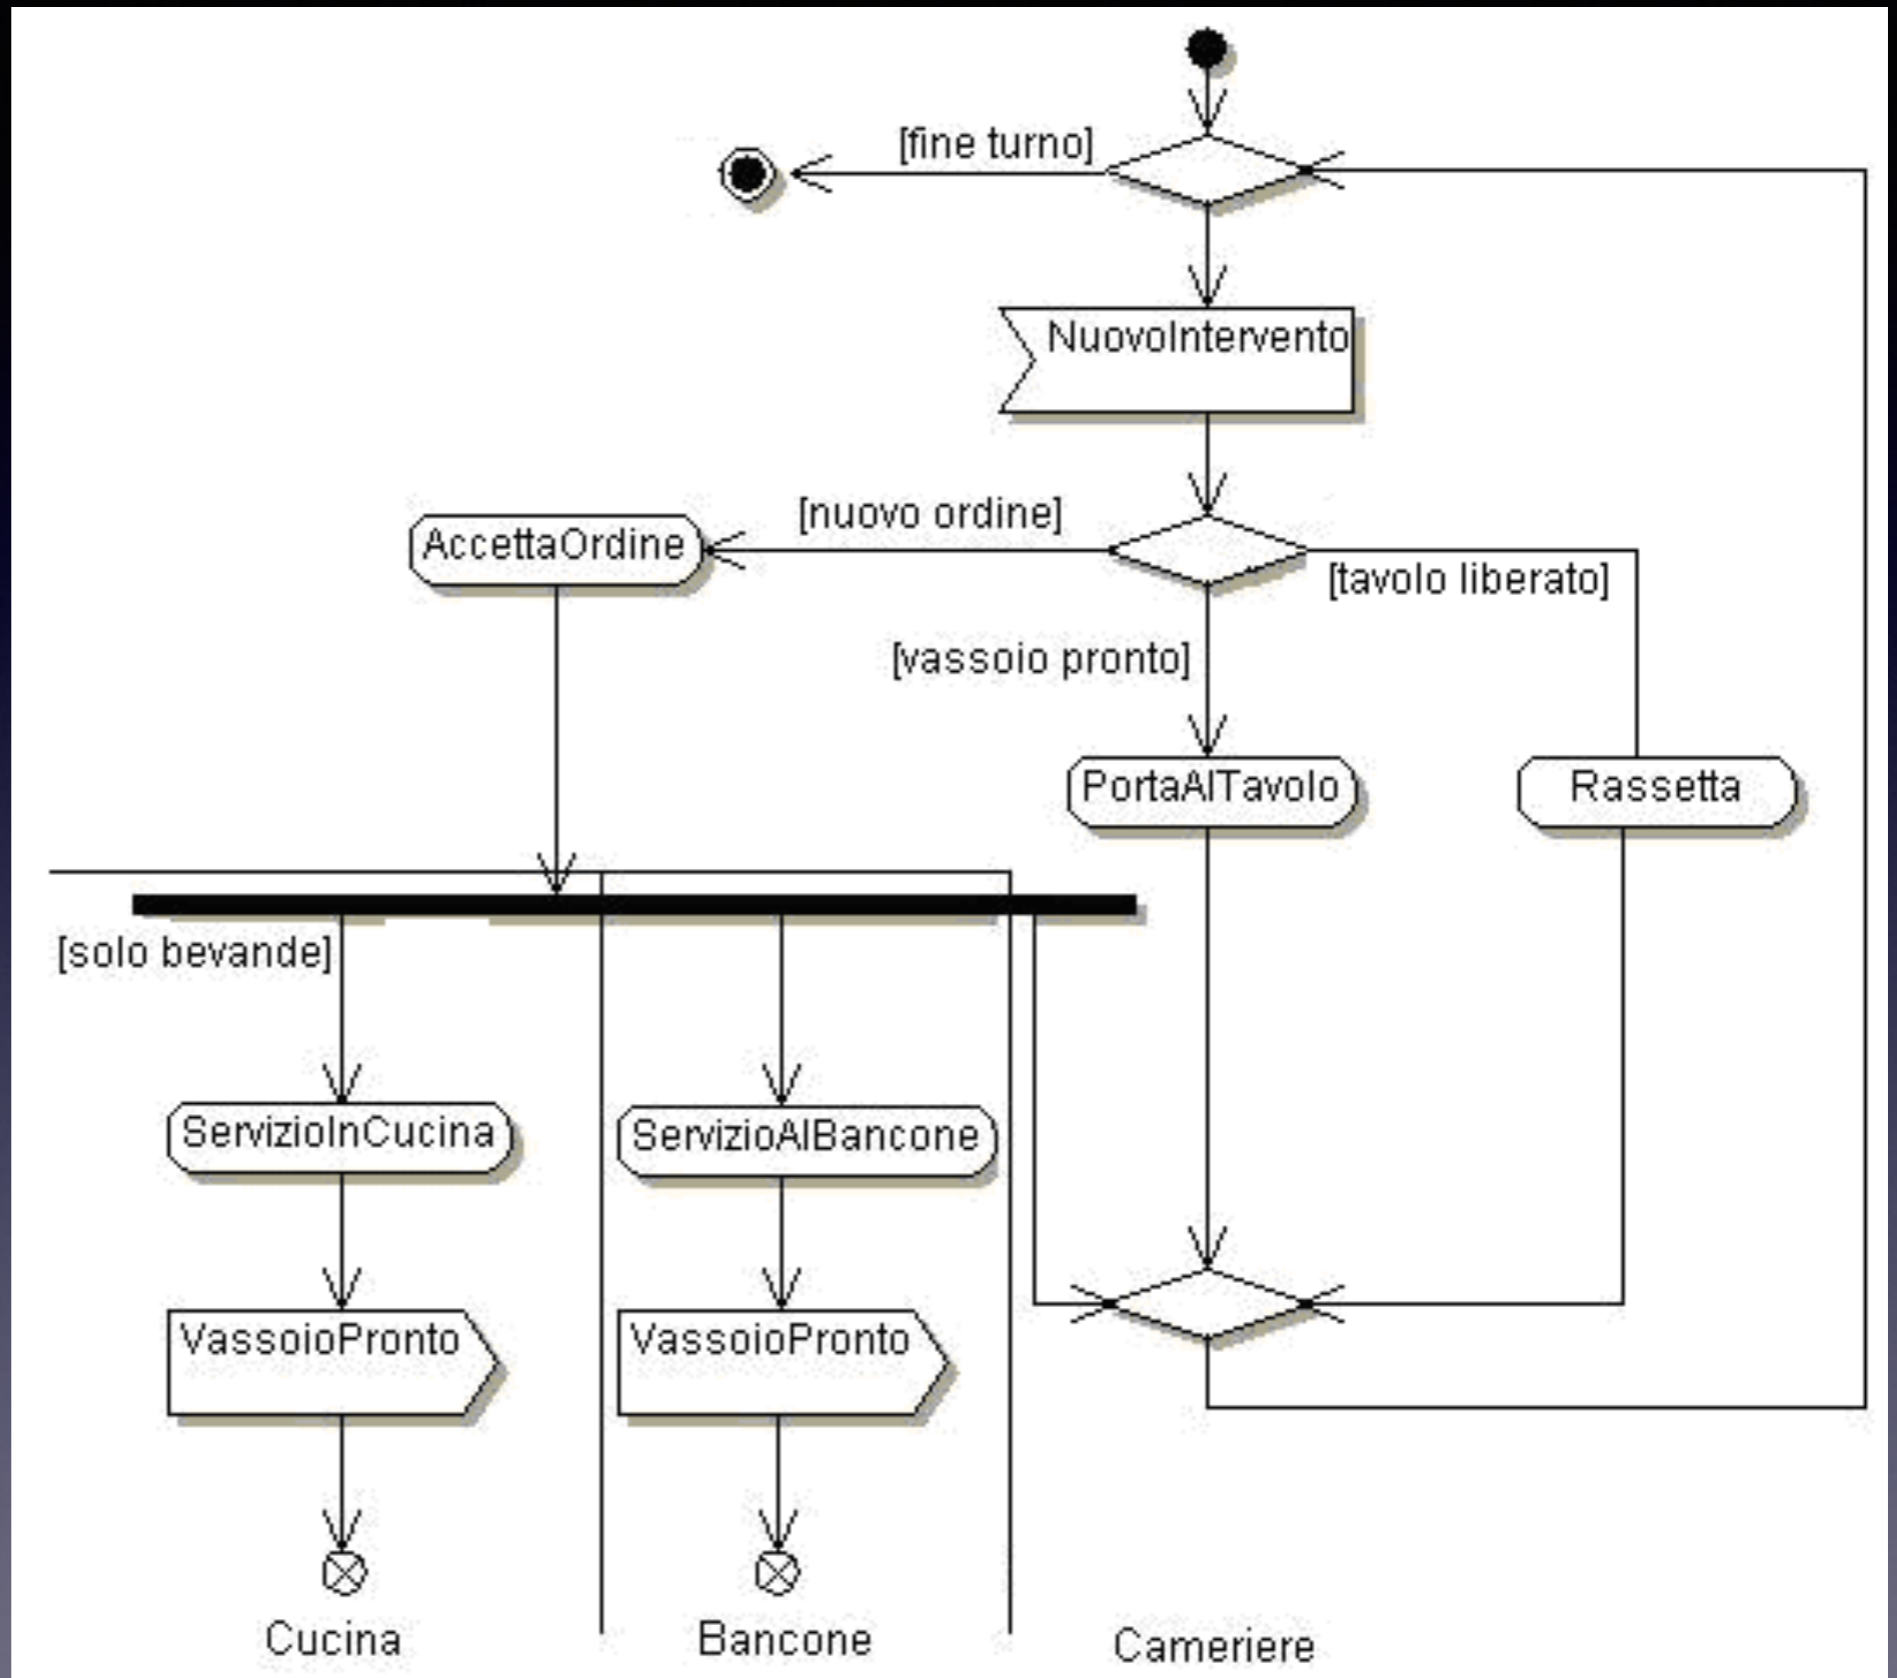 [fine turno]
NuovoIntervento
[nuovo ordine]
AccettaOrdine
[tavolo liberato]
[vassoio pronto]
PortaAlTavolo
Rassetta
[solo bevande]
ServizioInCucina
ServizioAlBancone
VassoioPronto
VassoioPronto
Cucina
Bancone
Cameriere